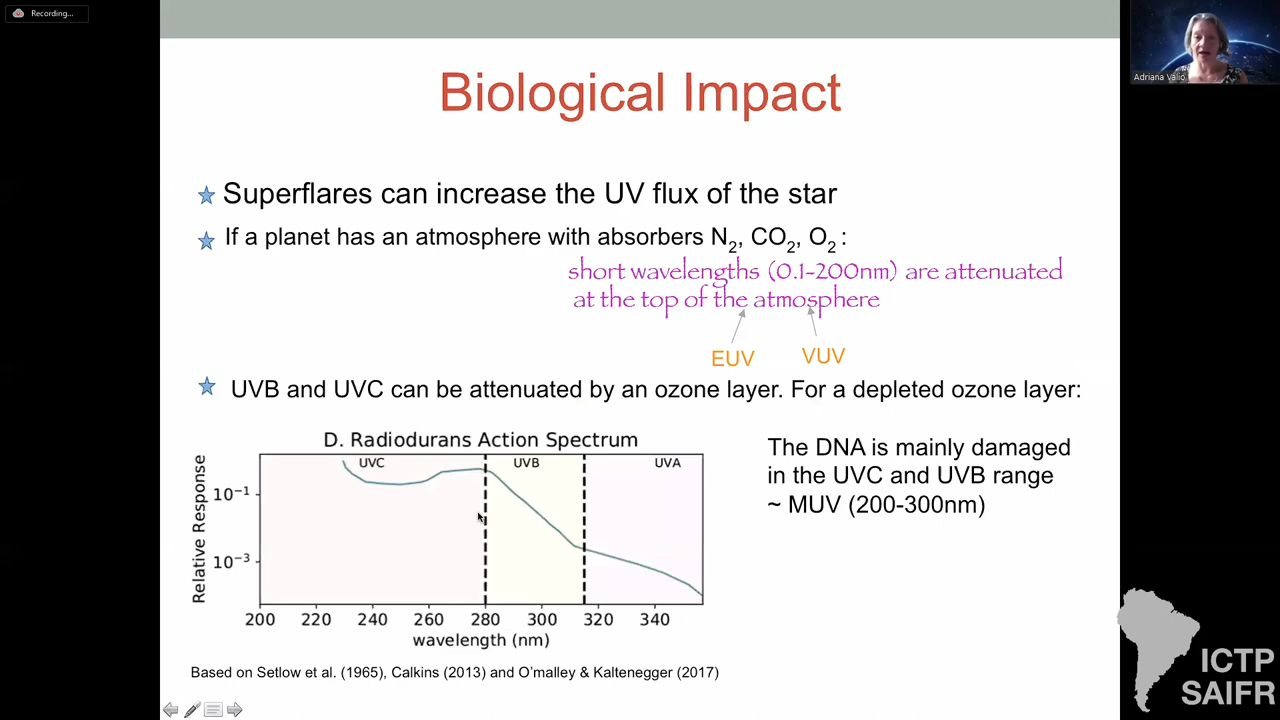 Recording...
Adriana Valio
Biological Impact
Superflares can increase the UV flux of the star
If a planet has an atmosphere with absorbers N2, CO2, O2 :
short wavelengths (0.1-200nm) are attenuated
at the top of the atmosphere
EUV VUV
UVB and UVC can be attenuated by an ozone layer. For a depleted ozone layer:
D. Radiodurans Action Spectrum
UVC UVB UVA
Relative Response
10⁻¹
10⁻³
200 220 240 260 280 300 320 340
wavelength (nm)
The DNA is mainly damaged
in the UVC and UVB range
~ MUV (200-300nm)
Based on Setlow et al. (1965), Calkins (2013) and O'malley & Kaltenegger (2017)
ICTP
SAIFR